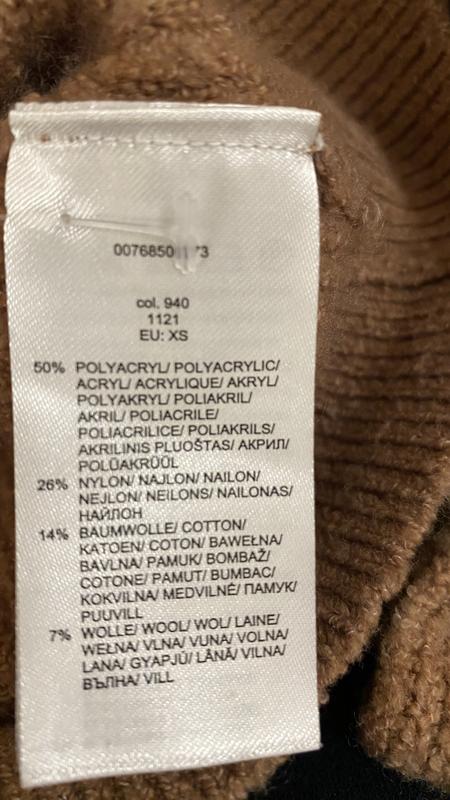 col. 940
1121
EU: XS
50% POLYACRYL/ POLYACRYLIC/
ACRYL/ ACRYLIQUE/ AKRYL/
POLYAKRYL/ POLIAKRIL/
AKRIL/ POLIACRILE/
POLIACRILICE/ POLIAKRILS/
AKRILINIS PLUOŠTAS/ АКРИЛ/
POLÜAKRÜÜL
26% NYLON/ NAJLON/ NAILON/
NEJLON/ NEILONS/ NAILONAS/
НАЙЛОН
14% BAUMWOLLE/ COTTON/
KATOEN/ COTON/ BAWEŁNA/
BAVLNA/ PAMUK/ BOMBAŽ/
COTONE/ PAMUT/ BUMBAC/
KOKVILNA/ MEDVILNĖ/ ПАМУК/
PUUVILL
7% WOLLE/ WOOL/ WOL/ LAINE/
WEŁNA/ VLNA/ VUNA/ VOLNA/
LANA/ GYAPJÚ/ LÂNĂ/ VILNA/
ВЪЛНА/ VILL